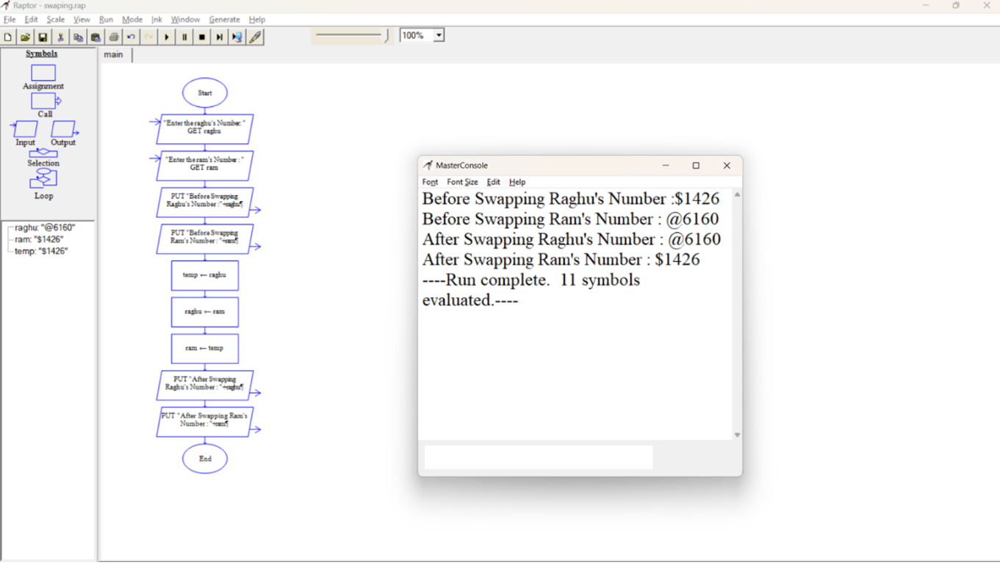 Raptor - swaping.rap
File Edit Scale View Run Mode Ink Window Generate Help
100%
Symbols
Assignment
Call
Input Output
Selection
Loop
raghu: "@6160"
ram: "$1426"
temp: "$1426"
main
Start
"Enter the raghu's Number: "
GET raghu
"Enter the ram's Number : "
GET ram
PUT "Before Swapping
Raghu's Number :"+raghu¶
PUT "Before Swapping
Ram's Number : "+ram¶
temp ← raghu
raghu ← ram
ram ← temp
PUT "After Swapping
Raghu's Number : "+raghu¶
PUT "After Swapping Ram's
Number : "+ram¶
End
MasterConsole
Font Font Size Edit Help
Before Swapping Raghu's Number :$1426
Before Swapping Ram's Number : @6160
After Swapping Raghu's Number : @6160
After Swapping Ram's Number : $1426
----Run complete.  11 symbols
evaluated.----